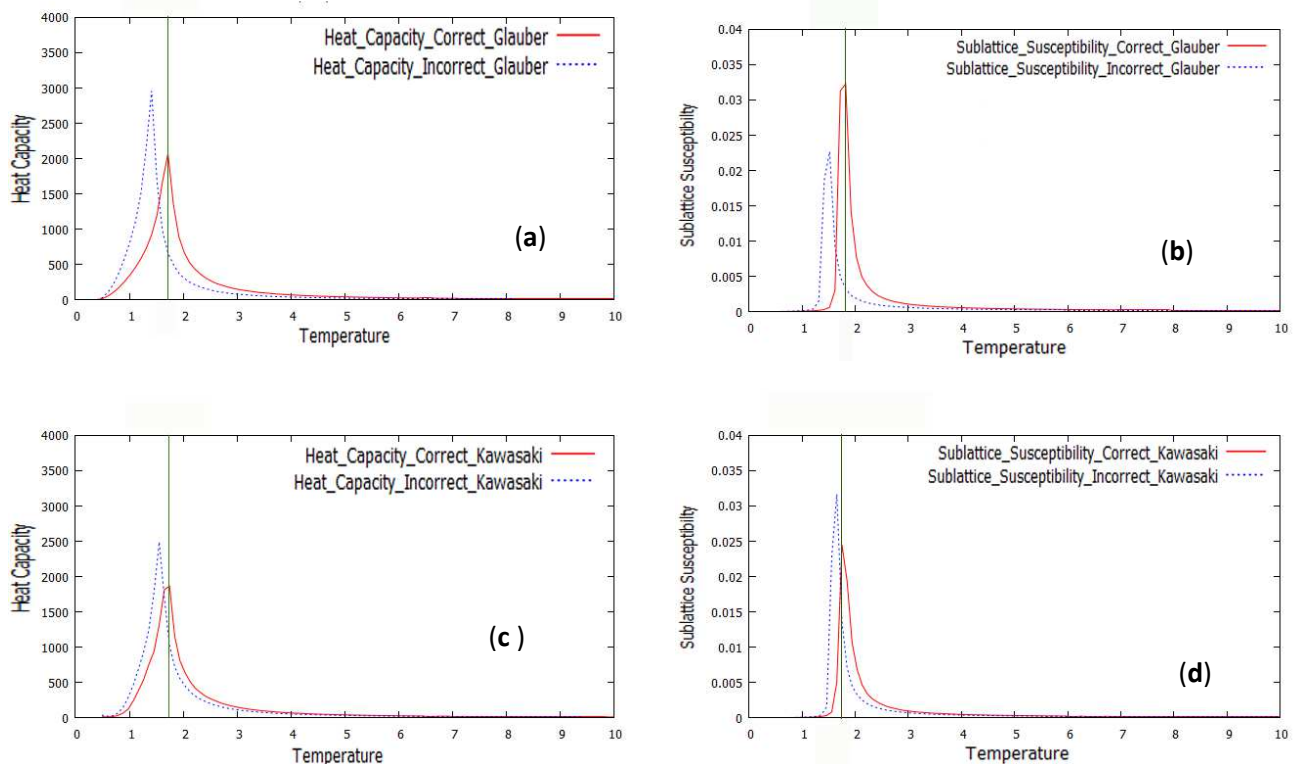 4000
3500
3000
2500
2000
1500
1000
500
0
Heat Capacity
Heat_Capacity_Correct_Glauber
Heat_Capacity_Incorrect_Glauber
(a)
0 1 2 3 4 5 6 7 8 9 10
Temperature
0.04
0.035
0.03
0.025
0.02
0.015
0.01
0.005
0
Sublattice Susceptibilty
Sublattice_Susceptibility_Correct_Glauber
Sublattice_Susceptibility_Incorrect_Glauber
(b)
0 1 2 3 4 5 6 7 8 9 10
Temperature
4000
3500
3000
2500
2000
1500
1000
500
0
Heat Capacity
Heat_Capacity_Correct_Kawasaki
Heat_Capacity_Incorrect_Kawasaki
(c )
0 1 2 3 4 5 6 7 8 9 10
Temperature
0.04
0.035
0.03
0.025
0.02
0.015
0.01
0.005
0
Sublattice Susceptibility
Sublattice_Susceptibility_Correct_Kawasaki
Sublattice_Susceptibility_Incorrect_Kawasaki
(d)
0 1 2 3 4 5 6 7 8 9 10
Temperature